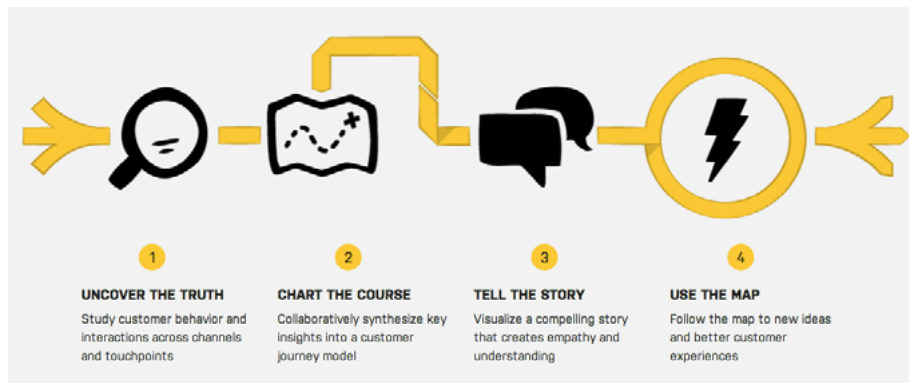 1
UNCOVER THE TRUTH
Study customer behavior and
interactions across channels
and touchpoints
2
CHART THE COURSE
Collaboratively synthesize key
insights into a customer
journey model
3
TELL THE STORY
Visualize a compelling story
that creates empathy and
understanding
4
USE THE MAP
Follow the map to new ideas
and better customer
experiences